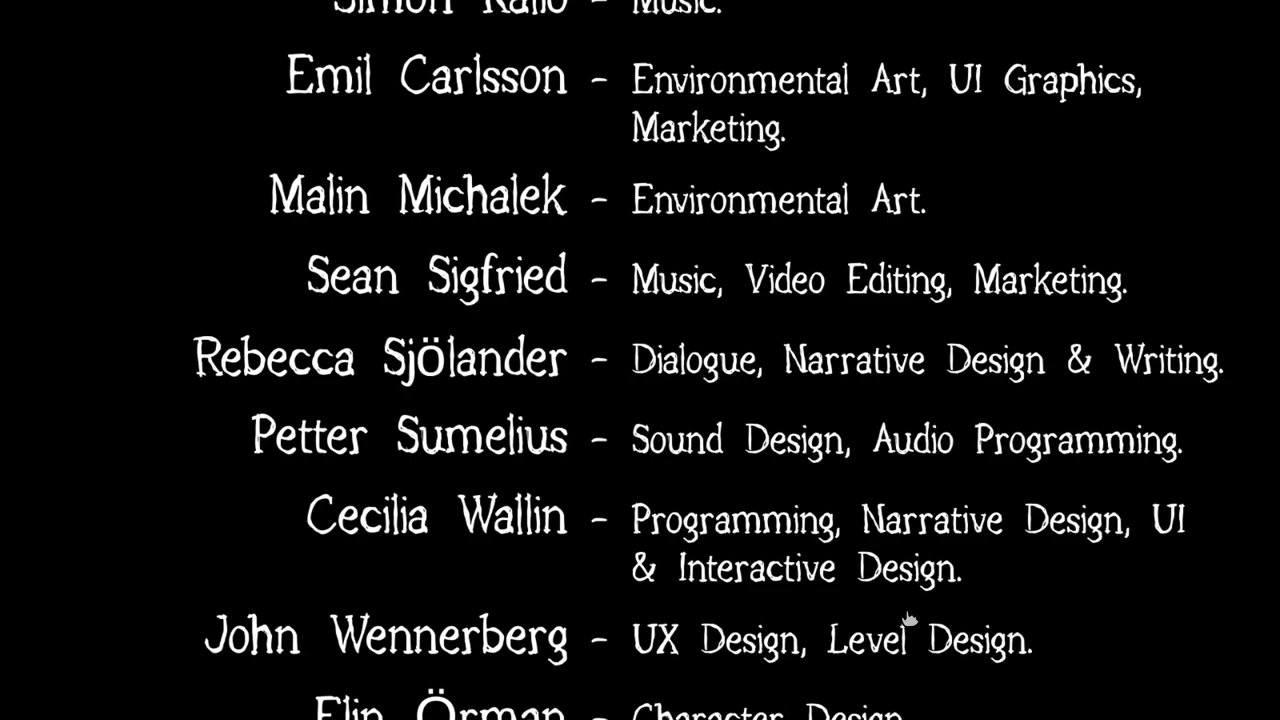 Simon Kallo - Music.
Emil Carlsson - Environmental Art, UI Graphics,
Marketing.
Malin Michalek - Environmental Art.
Sean Sigfried - Music, Video Editing, Marketing.
Rebecca Sjölander - Dialogue, Narrative Design & Writing.
Petter Sumelius - Sound Design, Audio Programming.
Cecilia Wallin - Programming, Narrative Design, UI
& Interactive Design.
John Wennerberg - UX Design, Level Design.
Elin Örman - Character Design